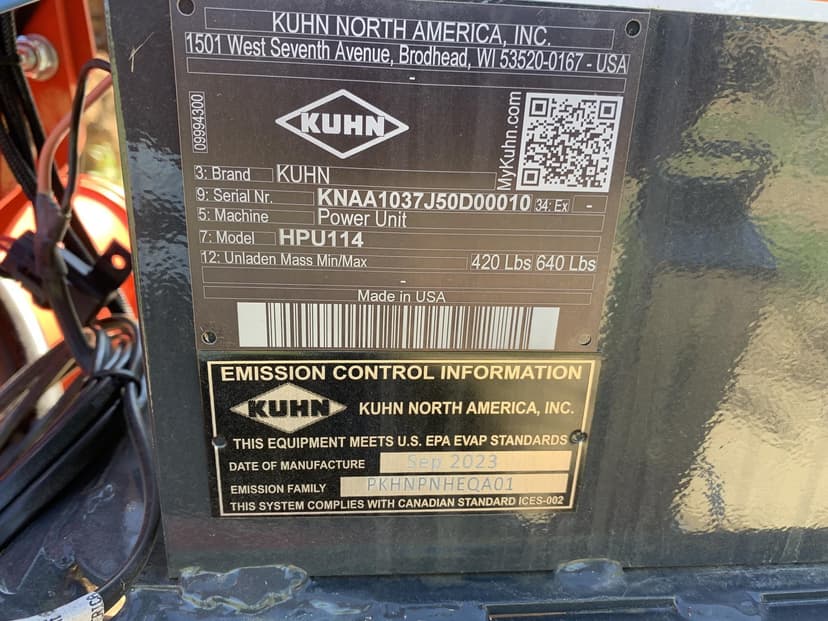 KUHN NORTH AMERICA, INC.
1501 West Seventh Avenue, Brodhead, WI 53520-0167 - USA
09994300
KUHN
MyKuhn.com
3: Brand KUHN
9: Serial Nr. KNAA1037J50D00010 34: Ex -
5: Machine Power Unit
7: Model HPU114
12: Unladen Mass Min/Max 420 Lbs 640 Lbs
-
Made in USA
EMISSION CONTROL INFORMATION
KUHN KUHN NORTH AMERICA, INC.
THIS EQUIPMENT MEETS U.S. EPA EVAP STANDARDS
DATE OF MANUFACTURE Sep 2023
EMISSION FAMILY PKHNPNHEQA01
THIS SYSTEM COMPLIES WITH CANADIAN STANDARD ICES-002